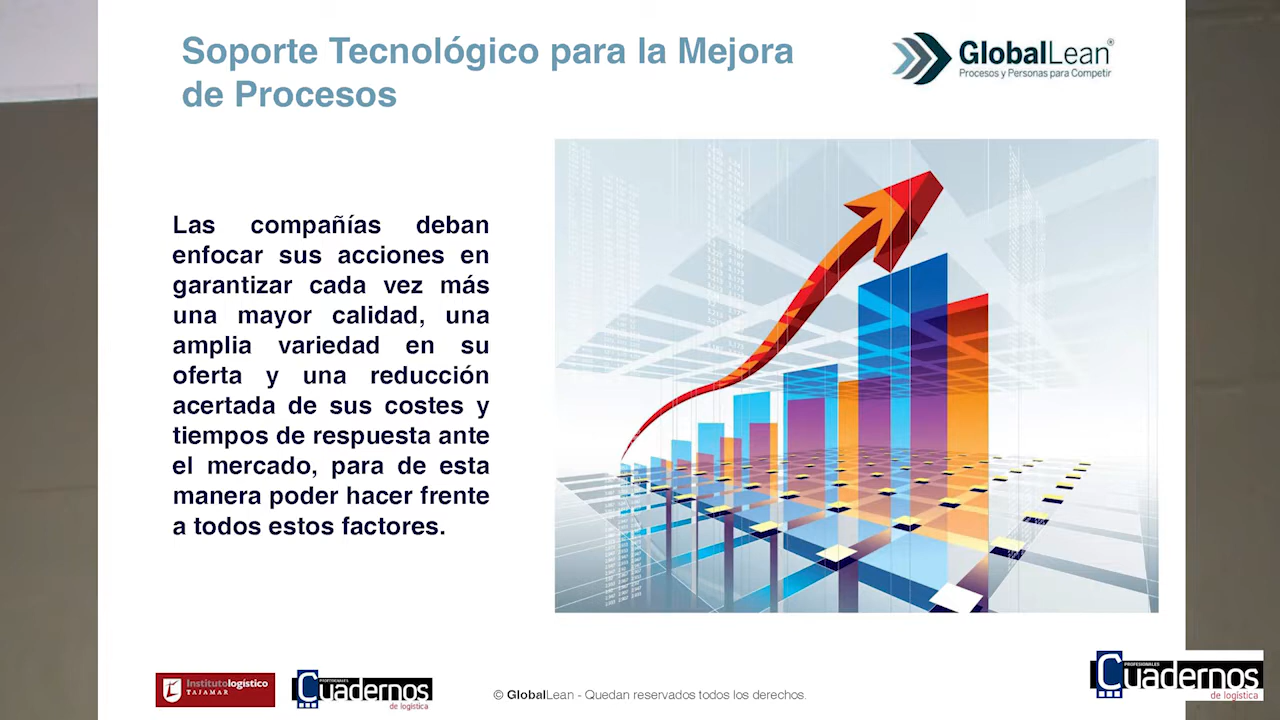 Soporte Tecnológico para la Mejora
de Procesos
GlobalLean®
Procesos y Personas para Competir
Las compañías deban
enfocar sus acciones en
garantizar cada vez más
una mayor calidad, una
amplia variedad en su
oferta y una reducción
acertada de sus costes y
tiempos de respuesta ante
el mercado, para de esta
manera poder hacer frente
a todos estos factores.
Institutologístico
TAJAMAR
PROFESIONALES
Cuadernos
de logística
© GlobalLean - Quedan reservados todos los derechos.
PROFESIONALES
Cuadernos
de logística